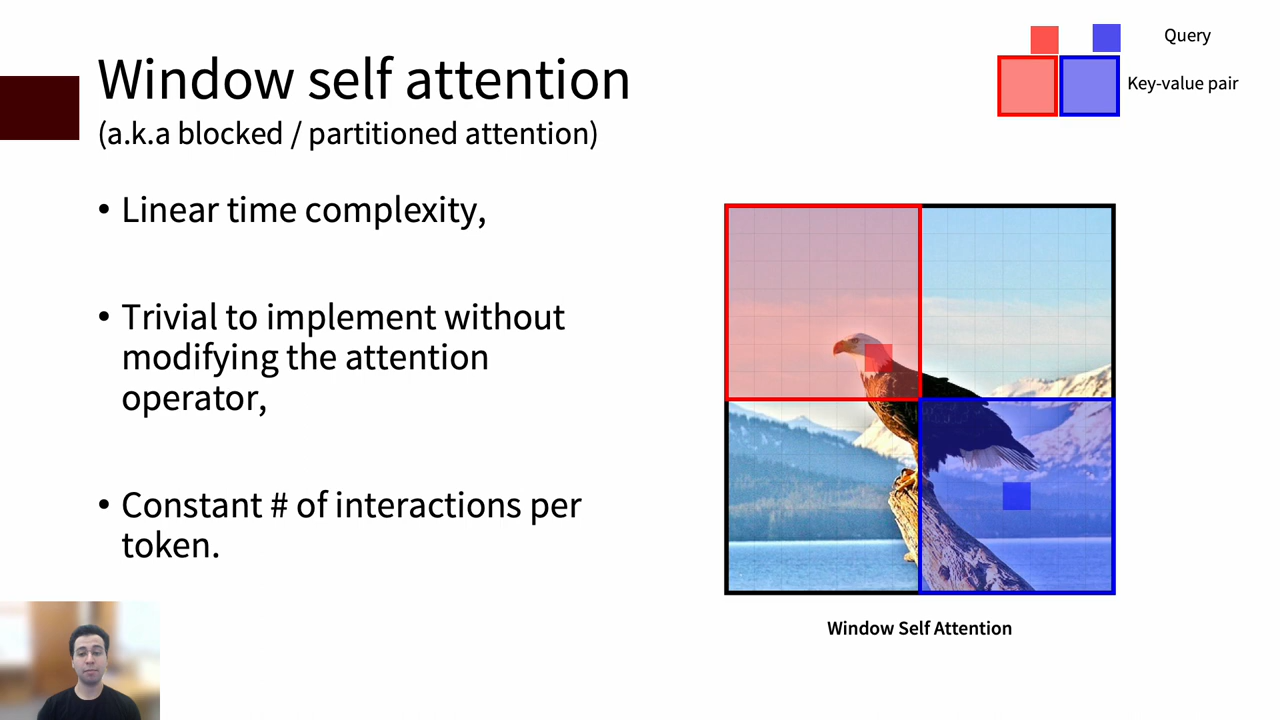 Window self attention
(a.k.a blocked / partitioned attention)
• Linear time complexity,
• Trivial to implement without
modifying the attention
operator,
• Constant # of interactions per
token.
Query
Key-value pair
Window Self Attention